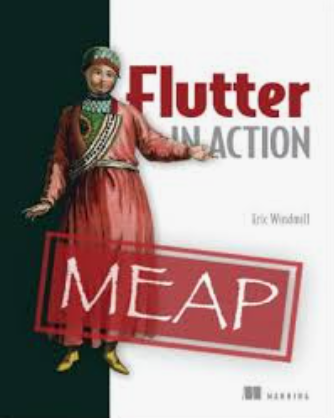 Flutter
IN ACTION
Eric Windmill
MEAP
MANNING